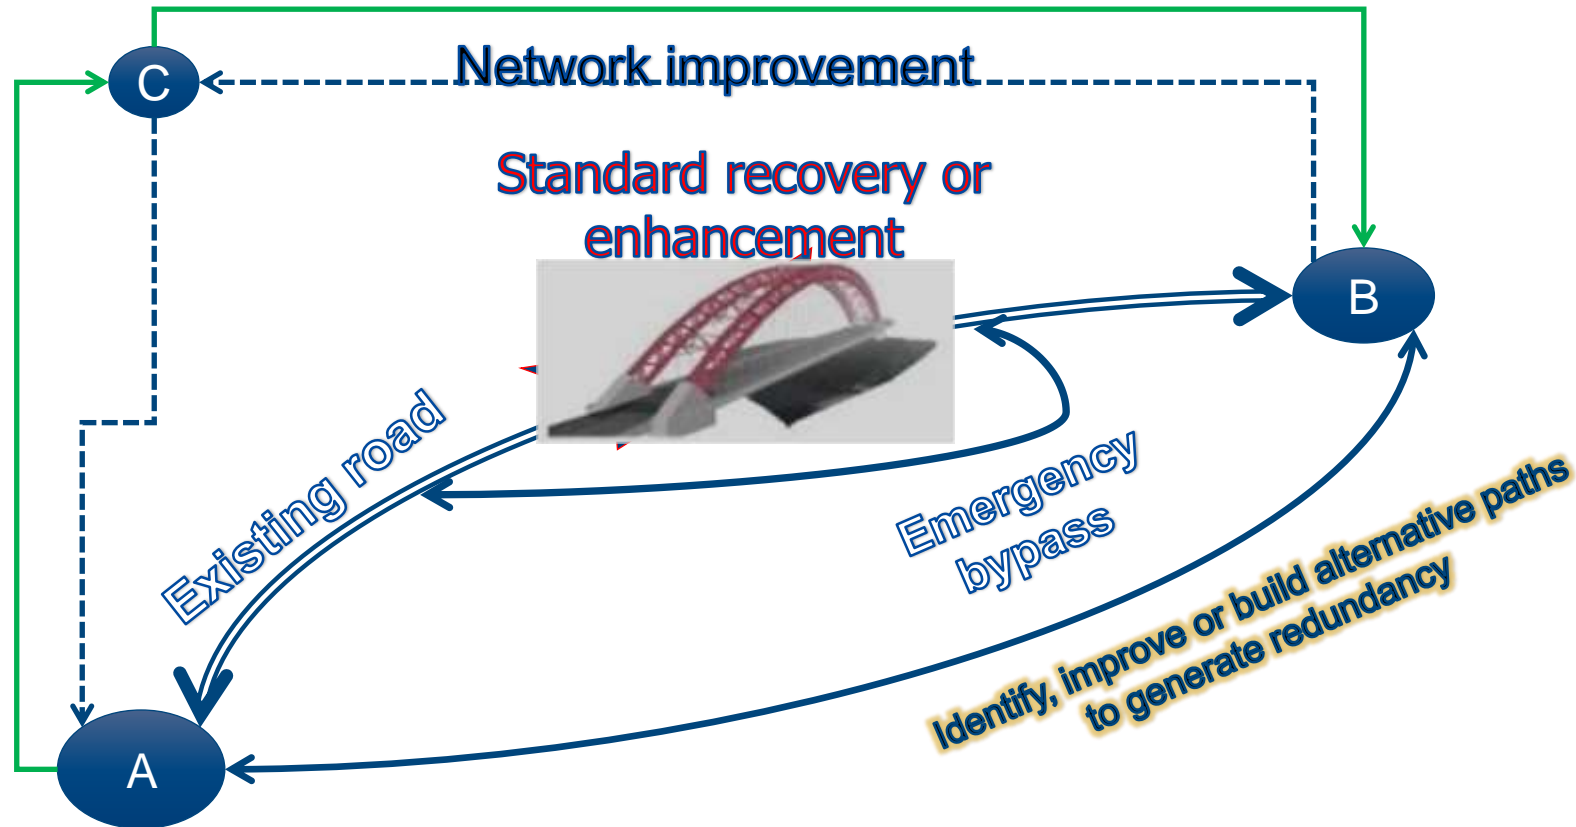 C
Network improvement
Standard recovery or
enhancement
B
Existing road
Emergency
bypass
Identify, improve or build alternative paths
to generate redundancy
A